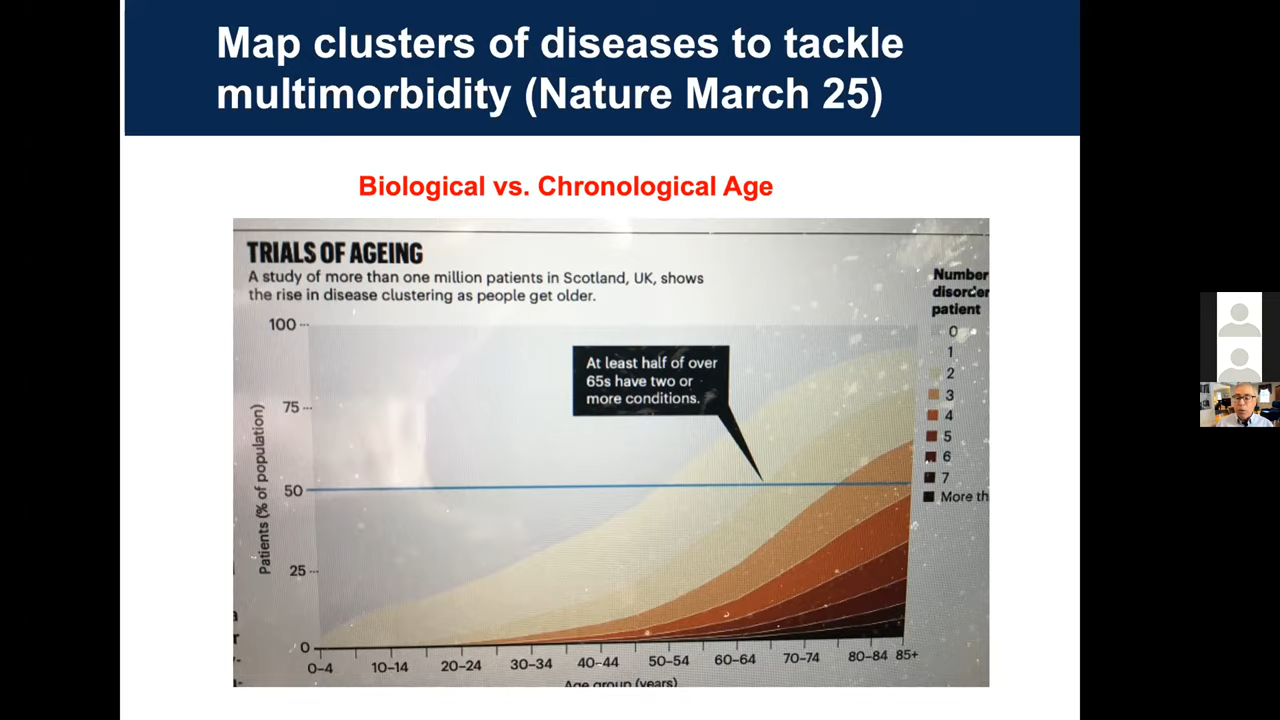 Map clusters of diseases to tackle
multimorbidity (Nature March 25)
Biological vs. Chronological Age
TRIALS OF AGEING
A study of more than one million patients in Scotland, UK, shows
the rise in disease clustering as people get older.
Number
disorder
patient
0
1
2
3
4
5
6
7
More th
100
75
50
25
0
Patients (% of population)
At least half of over
65s have two or
more conditions.
0–4
10–14
20–24
30–34
40–44
50–54
60–64
70–74
80–84
85+
Age group (years)